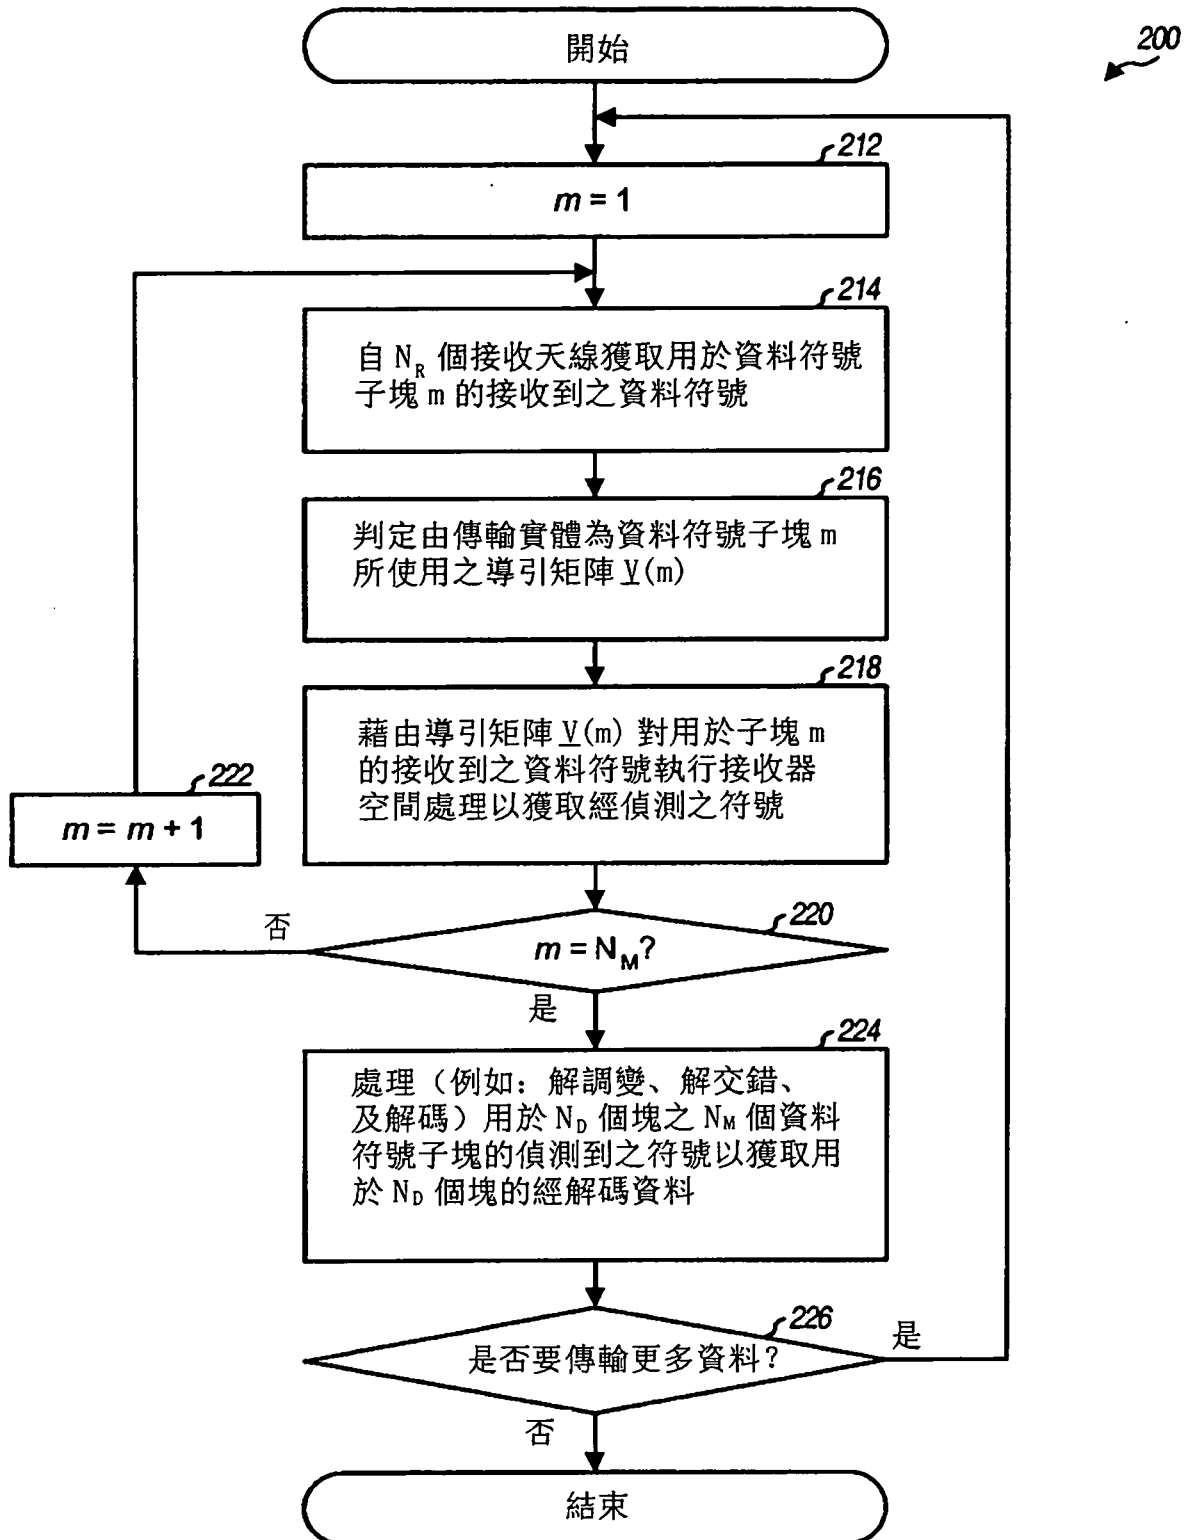 開始
200
212
m = 1
214
自 N_R 個接收天線獲取用於資料符號
子塊 m 的接收到之資料符號
216
判定由傳輸實體為資料符號子塊 m
所使用之導引矩陣 V(m)
218
藉由導引矩陣 V(m) 對用於子塊 m
的接收到之資料符號執行接收器
空間處理以獲取經偵測之符號
222
m = m + 1
否
220
m = N_M?
是
224
處理（例如：解調變、解交錯、
及解碼）用於 N_D 個塊之 N_M 個資料
符號子塊的偵測到之符號以獲取用
於 N_D 個塊的經解碼資料
226
是否要傳輸更多資料？
是
否
結束